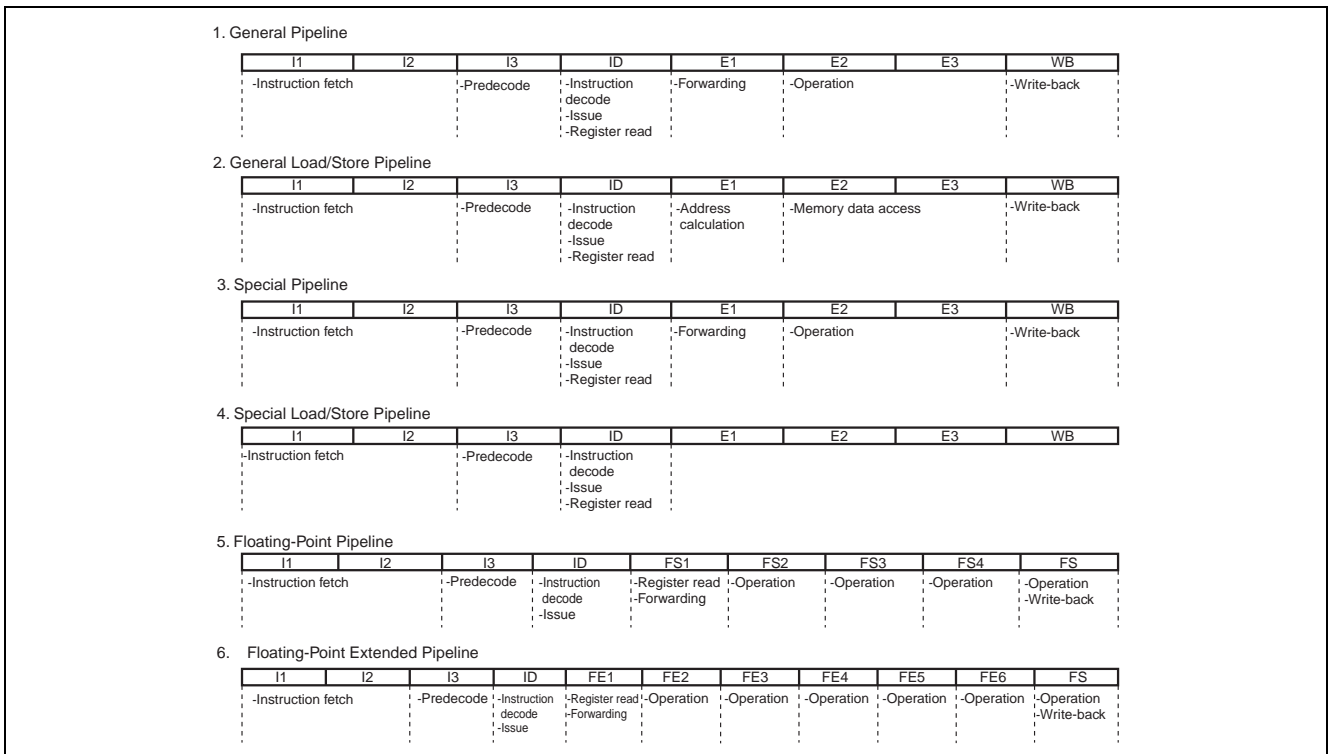 1. General Pipeline
I1 I2 I3 ID E1 E2 E3 WB
-Instruction fetch -Predecode -Instruction -Forwarding -Operation -Write-back
decode
-Issue
-Register read
2. General Load/Store Pipeline
I1 I2 I3 ID E1 E2 E3 WB
-Instruction fetch -Predecode -Instruction -Address -Memory data access -Write-back
decode calculation
-Issue
-Register read
3. Special Pipeline
I1 I2 I3 ID E1 E2 E3 WB
-Instruction fetch -Predecode -Instruction -Forwarding -Operation -Write-back
decode
-Issue
-Register read
4. Special Load/Store Pipeline
I1 I2 I3 ID E1 E2 E3 WB
-Instruction fetch -Predecode -Instruction
decode
-Issue
-Register read
5. Floating-Point Pipeline
I1 I2 I3 ID FS1 FS2 FS3 FS4 FS
-Instruction fetch -Predecode -Instruction -Register read -Operation -Operation -Operation -Operation
decode -Forwarding -Write-back
-Issue
6. Floating-Point Extended Pipeline
I1 I2 I3 ID FE1 FE2 FE3 FE4 FE5 FE6 FS
-Instruction fetch -Predecode -Instruction -Register read -Operation -Operation -Operation -Operation -Operation -Operation
decode -Forwarding -Write-back
-Issue